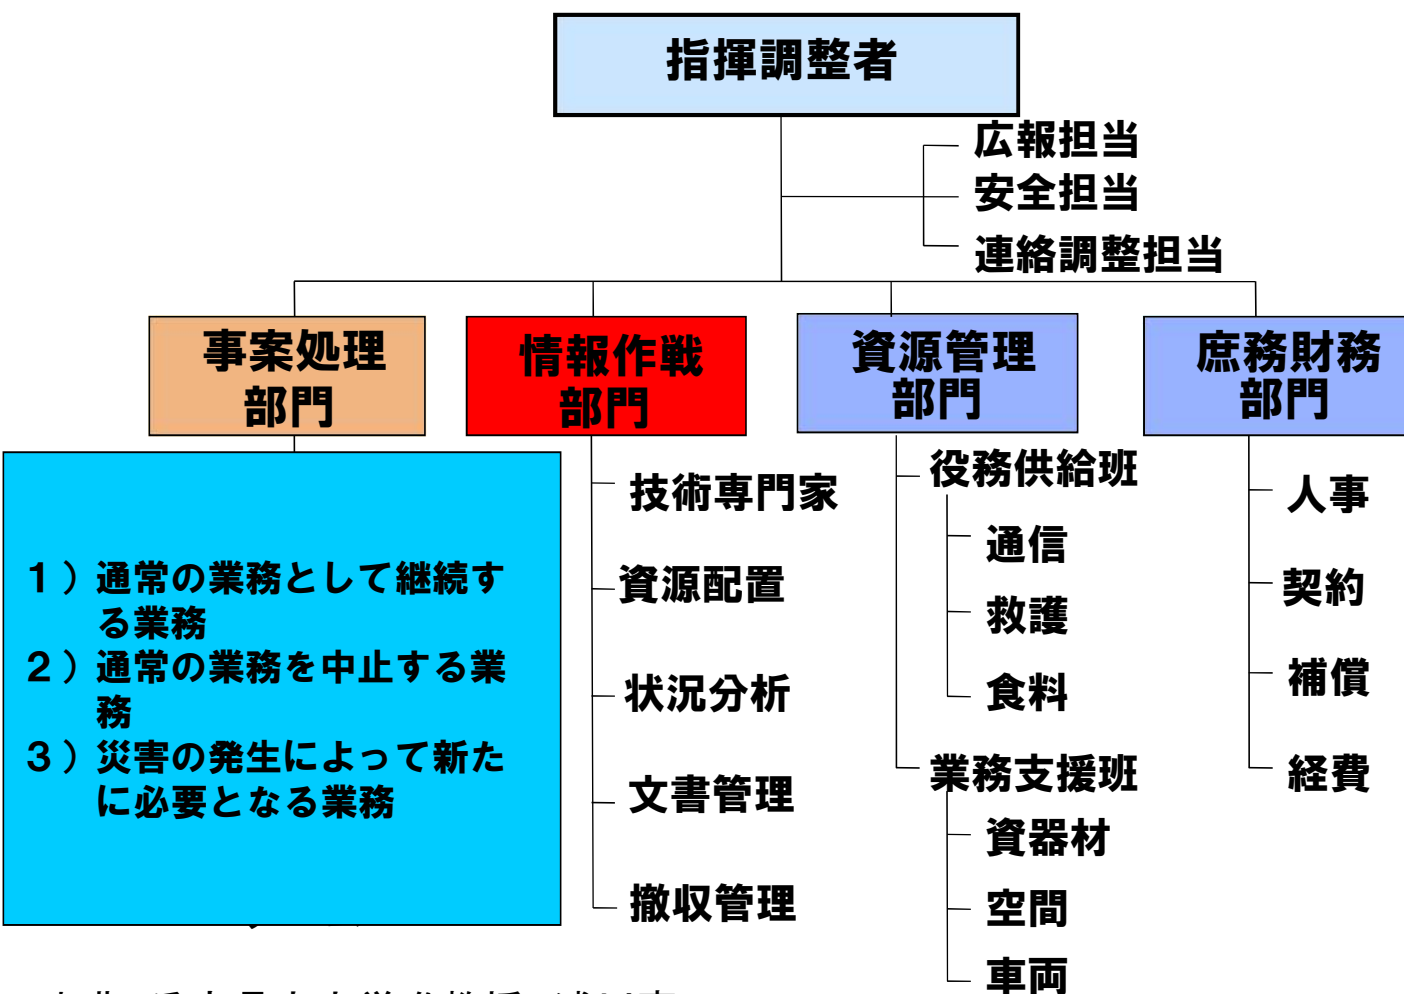 指揮調整者
広報担当
安全担当
連絡調整担当
事案処理
部門
情報作戦
部門
資源管理
部門
庶務財務
部門
1）通常の業務として継続す
る業務
2）通常の業務を中止する業
務
3）災害の発生によって新た
に必要となる業務
技術専門家
資源配置
状況分析
文書管理
撤収管理
役務供給班
通信
救護
食料
業務支援班
資器材
空間
車両
人事
契約
補償
経費